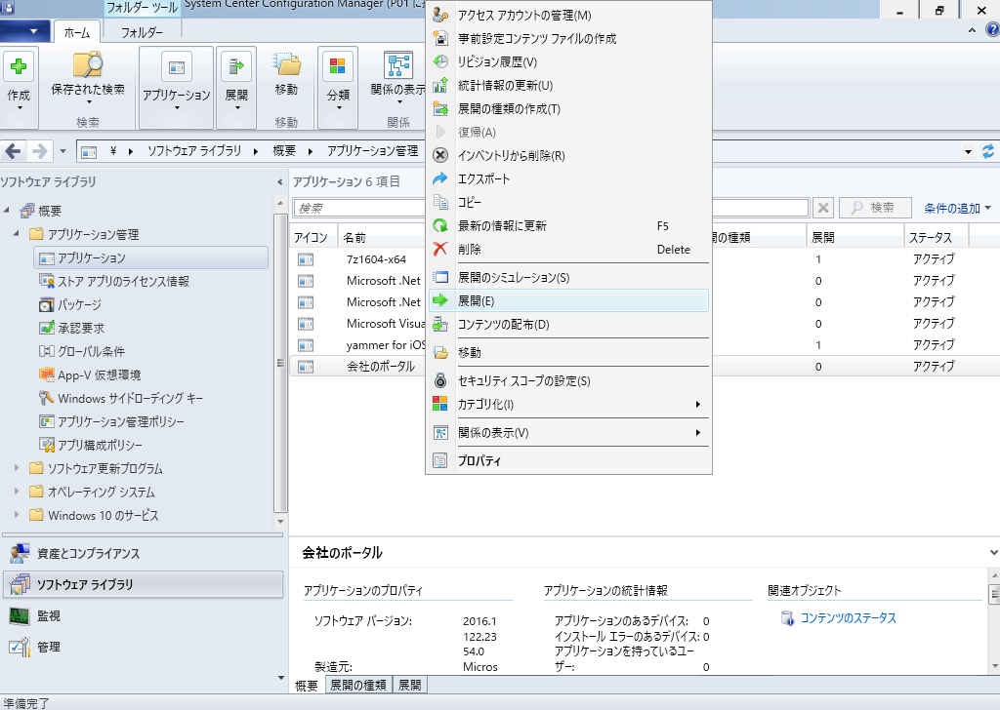 フォルダー ツール
System Center Configuration Manager (P01 に
ホーム
フォルダー
作成
保存された検索
検索
アプリケーション
展開
移動
移動
分類
関係の表示
関係
¥ ▸ ソフトウェア ライブラリ ▸ 概要 ▸ アプリケーション管理
ソフトウェア ライブラリ
概要
アプリケーション管理
アプリケーション
ストア アプリのライセンス情報
パッケージ
承認要求
グローバル条件
App-V 仮想環境
Windows サイドローディング キー
アプリケーション管理ポリシー
アプリ構成ポリシー
ソフトウェア更新プログラム
オペレーティング システム
Windows 10 のサービス
資産とコンプライアンス
ソフトウェア ライブラリ
監視
管理
準備完了
アプリケーション 6 項目
検索
検索
条件の追加
アイコン 名前 の種類 展開 ステータス
7z1604-x64 1 アクティブ
Microsoft .Net 0 アクティブ
Microsoft .Net 0 アクティブ
Microsoft Visua 0 アクティブ
yammer for iOS 1 アクティブ
会社のポータル 0 アクティブ
アクセス アカウントの管理(M)
事前設定コンテンツ ファイルの作成
リビジョン履歴(V)
統計情報の更新(U)
展開の種類の作成(T)
復帰(A)
インベントリから削除(R)
エクスポート
コピー
最新の情報に更新 F5
削除 Delete
展開のシミュレーション(S)
展開(E)
コンテンツの配布(D)
移動
セキュリティ スコープの設定(S)
カテゴリ化(I)
関係の表示(V)
プロパティ
会社のポータル
アプリケーションのプロパティ
ソフトウェア バージョン: 2016.1
122.23
54.0
製造元: Micros
アプリケーションの統計情報
アプリケーションのあるデバイス: 0
インストール エラーのあるデバイス: 0
アプリケーションを持っているユー
ザー: 0
関連オブジェクト
コンテンツのステータス
概要 展開の種類 展開